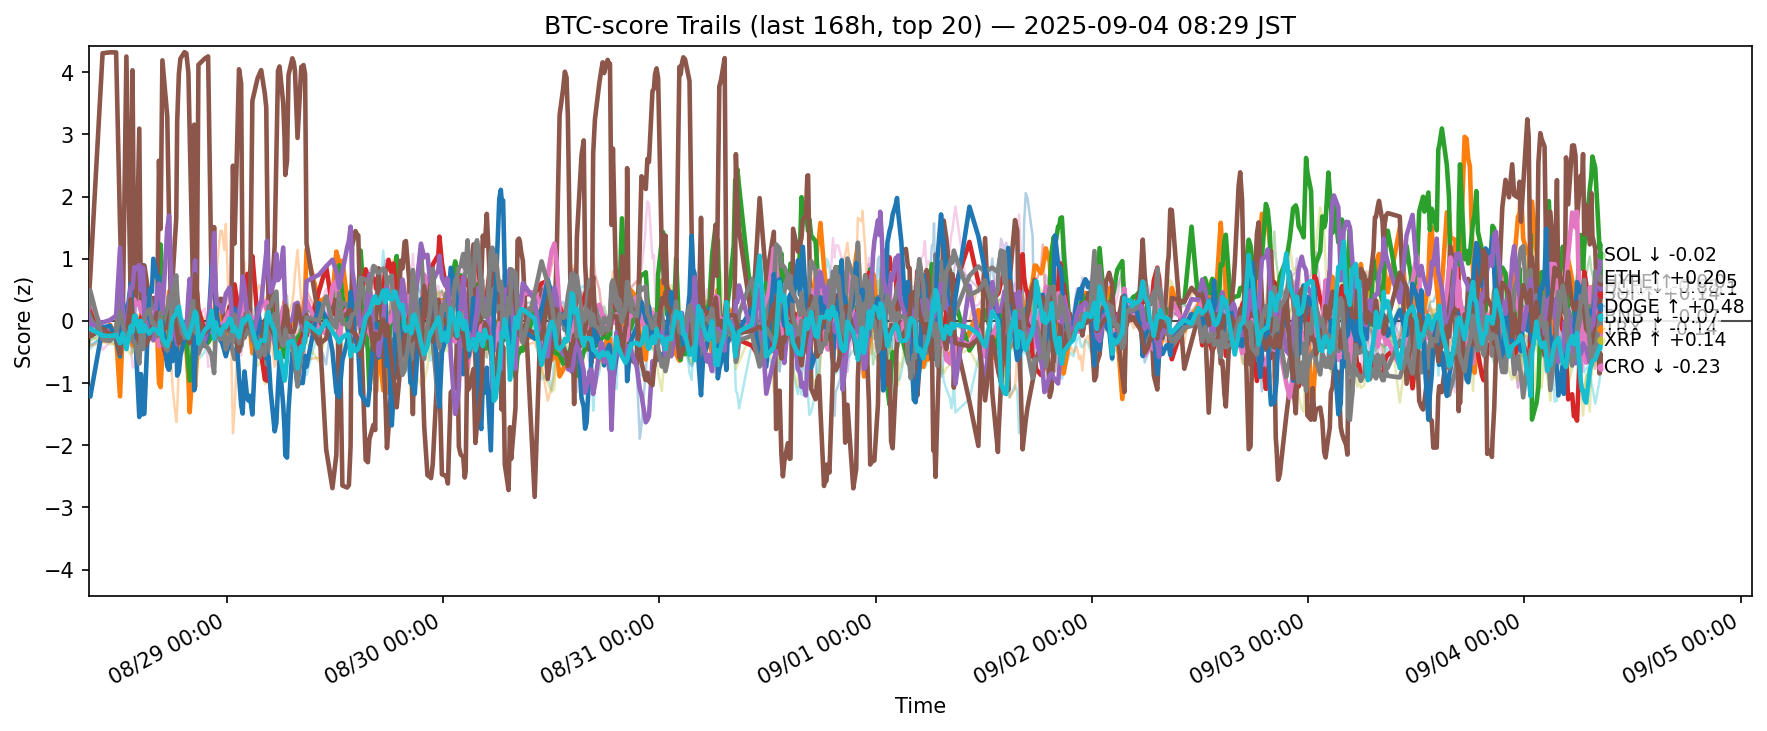 BTC-score Trails (last 168h, top 20) — 2025-09-04 08:29 JST
Score (z)
4
3
2
1
0
−1
−2
−3
−4
SOL ↓ -0.02
ETH ↑ +0.20
DOGE ↑ +0.48
BNB ↓ -0.07
XRP ↑ +0.14
CRO ↓ -0.23
08/29 00:00
08/30 00:00
08/31 00:00
09/01 00:00
09/02 00:00
09/03 00:00
09/04 00:00
09/05 00:00
Time